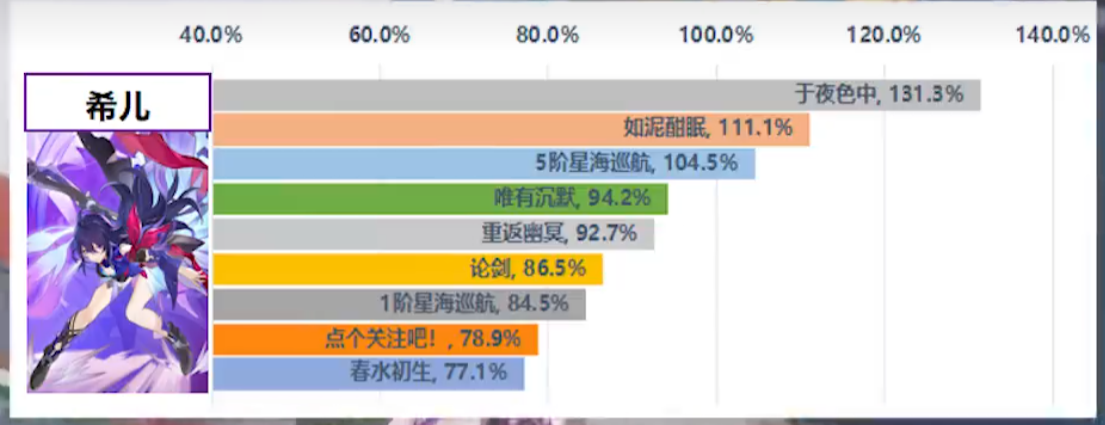 40.0% 60.0% 80.0% 100.0% 120.0% 140.0%
希儿
于夜色中, 131.3%
如泥酣眠, 111.1%
5阶星海巡航, 104.5%
唯有沉默, 94.2%
重返幽冥, 92.7%
论剑, 86.5%
1阶星海巡航, 84.5%
点个关注吧！, 78.9%
春水初生, 77.1%